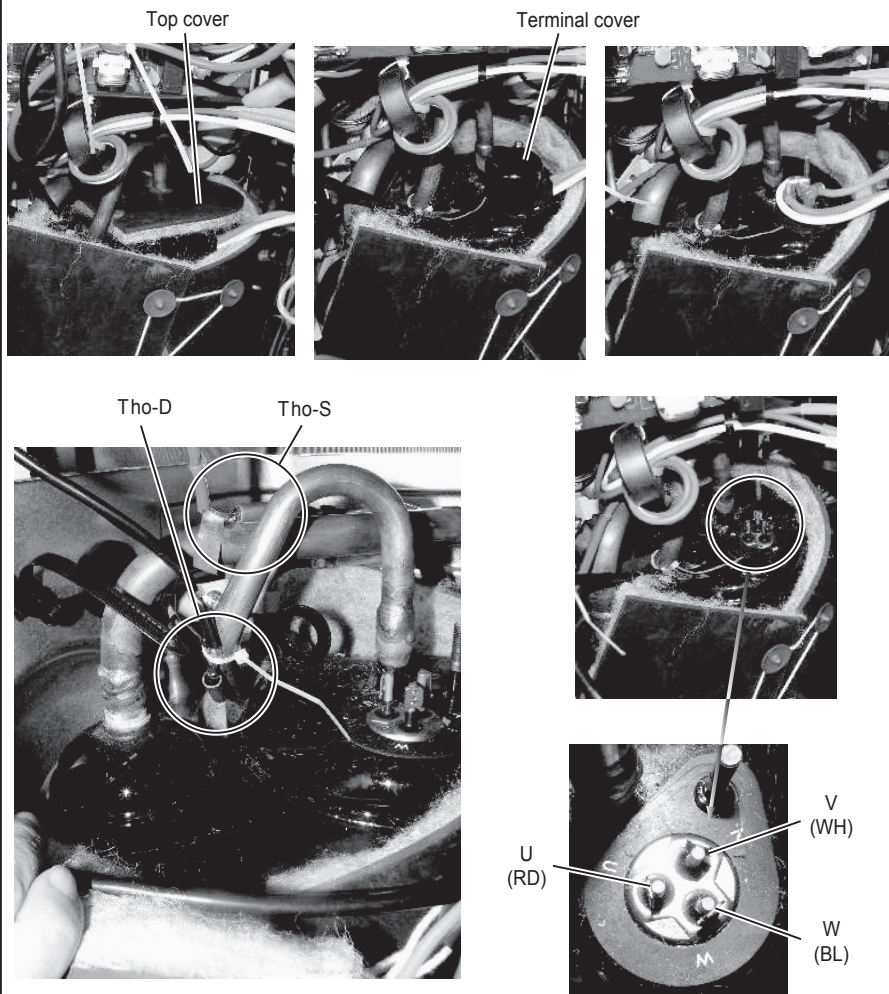 Top cover
Terminal cover
Tho-D
Tho-S
W
V
(WH)
U
(RD)
W
(BL)
U
W